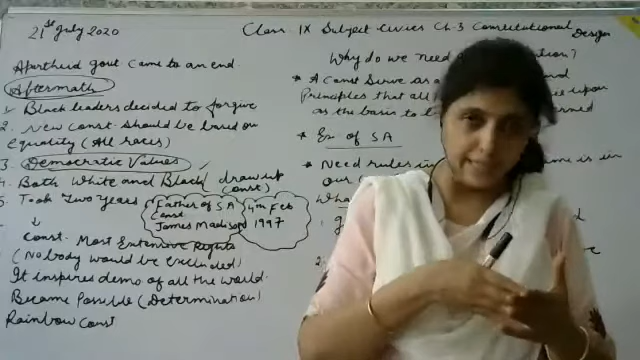 21st July 2020
Class IX Subject Civics Ch-3 Constitutional Design
Apartheid govt came to an end.
Aftermath
Black leaders decided to forgive
2. New const. should be based on
Equality (All races)
3. Democratic Values
4. Both White and Black drawup
(const)
5. Took Two years
Father of SA
Const.
James Madison
4th Feb
1997
Const. Most Extensive Rights
(Nobody would be excluded)
It inspires demo of all the world.
Became Possible (Determination)
Rainbow Const
Why do we need
* A Const Serve as a
Principles that all
upon
as the basis to
* Ex. of SA
* Need rules in
is in
our